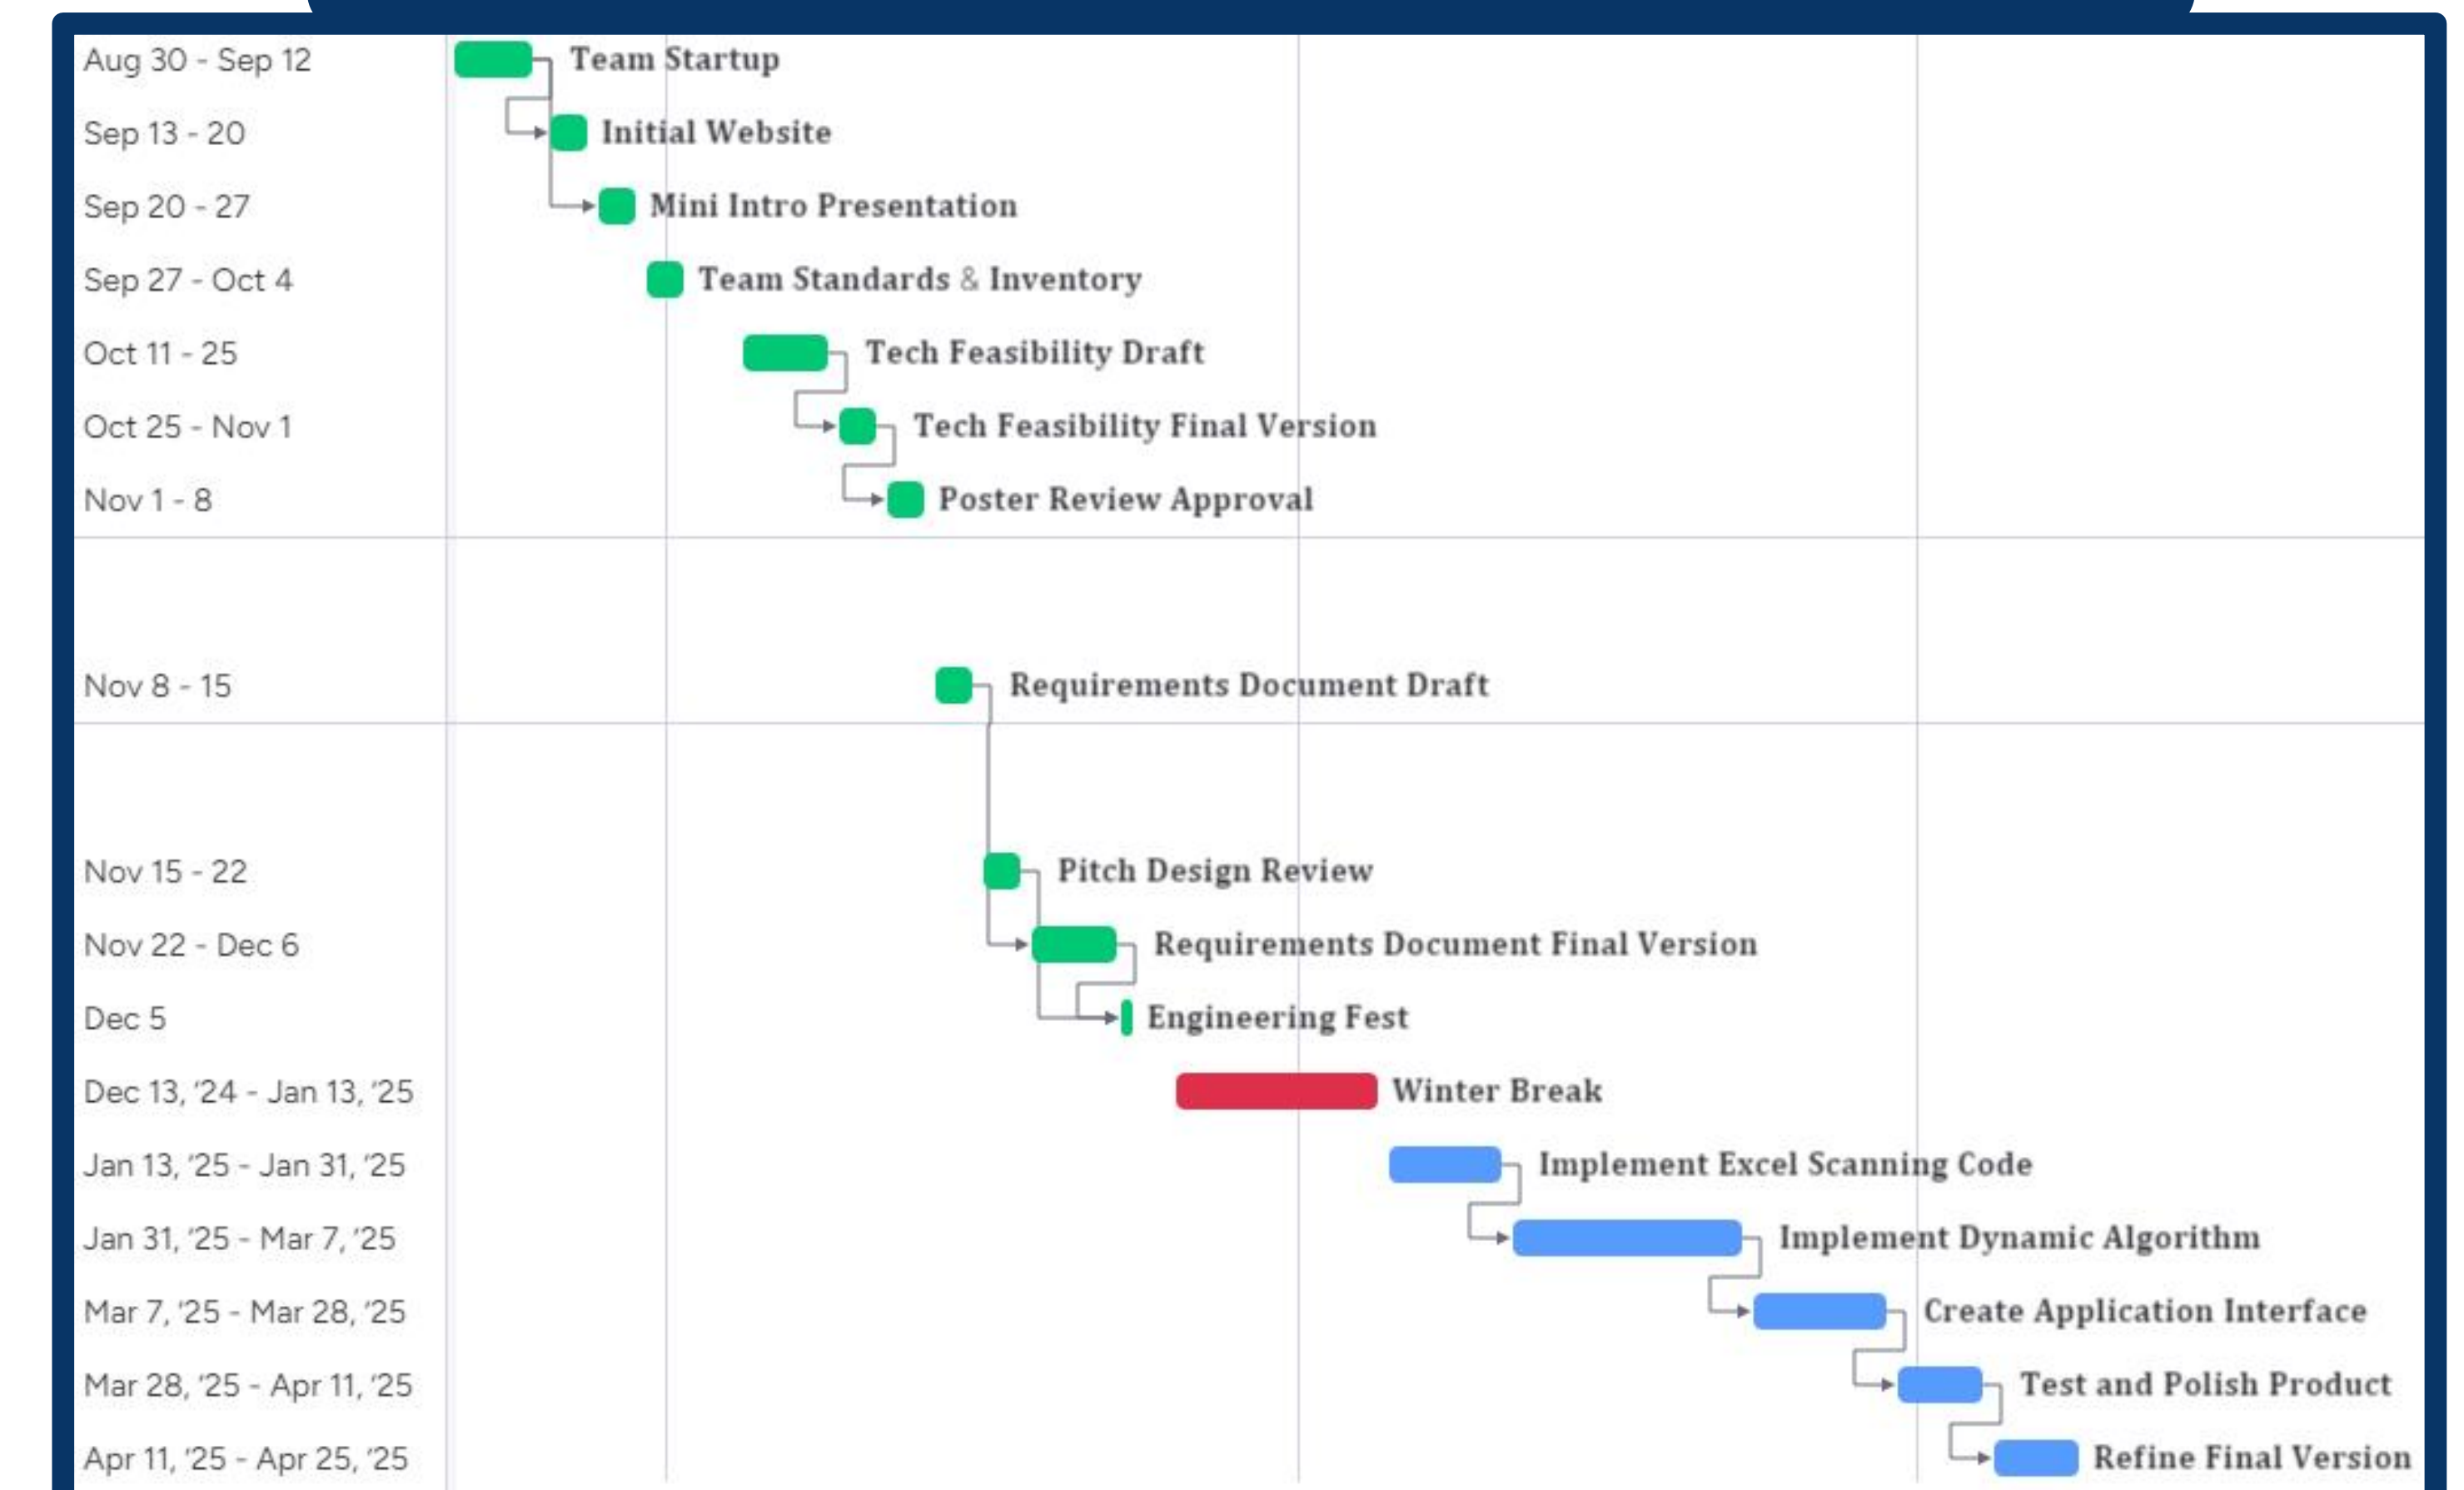 Aug 30 - Sep 12 Team Startup
Sep 13 - 20 Initial Website
Sep 20 - 27 Mini Intro Presentation
Sep 27 - Oct 4 Team Standards & Inventory
Oct 11 - 25 Tech Feasibility Draft
Oct 25 - Nov 1 Tech Feasibility Final Version
Nov 1 - 8 Poster Review Approval
Nov 8 - 15 Requirements Document Draft
Nov 15 - 22 Pitch Design Review
Nov 22 - Dec 6 Requirements Document Final Version
Dec 5 Engineering Fest
Dec 13, '24 - Jan 13, '25 Winter Break
Jan 13, '25 - Jan 31, '25 Implement Excel Scanning Code
Jan 31, '25 - Mar 7, '25 Implement Dynamic Algorithm
Mar 7, '25 - Mar 28, '25 Create Application Interface
Mar 28, '25 - Apr 11, '25 Test and Polish Product
Apr 11, '25 - Apr 25, '25 Refine Final Version